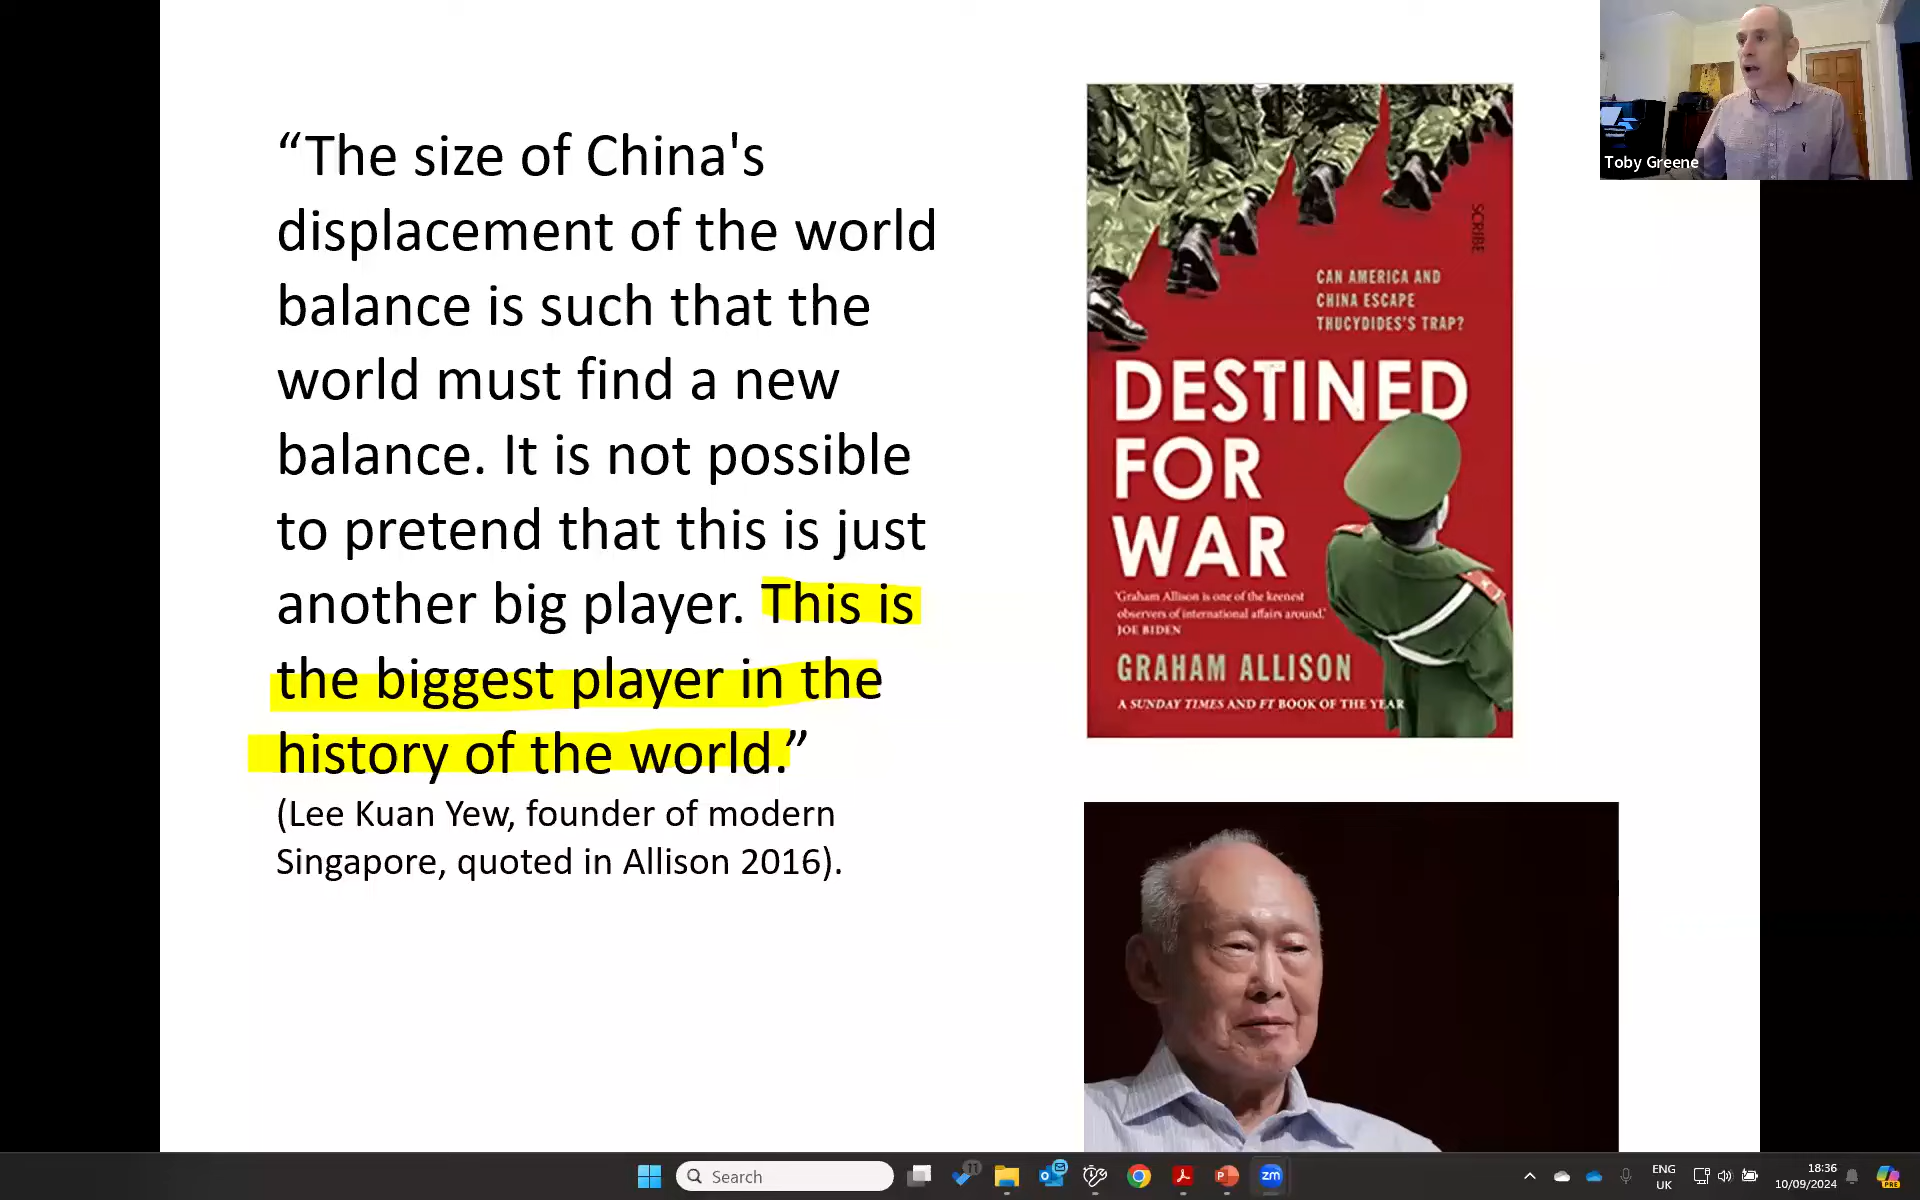 “The size of China's
displacement of the world
balance is such that the
world must find a new
balance. It is not possible
to pretend that this is just
another big player. This is
the biggest player in the
history of the world.”
(Lee Kuan Yew, founder of modern
Singapore, quoted in Allison 2016).
SCRIBE
CAN AMERICA AND
CHINA ESCAPE
THUCYDIDES'S TRAP?
DESTINED
FOR
WAR
'Graham Allison is one of the keenest
observers of international affairs around.'
JOE BIDEN
GRAHAM ALLISON
A SUNDAY TIMES AND FT BOOK OF THE YEAR
Toby Greene
Search
11
zm
ENG
UK
18:36
10/09/2024
PRE